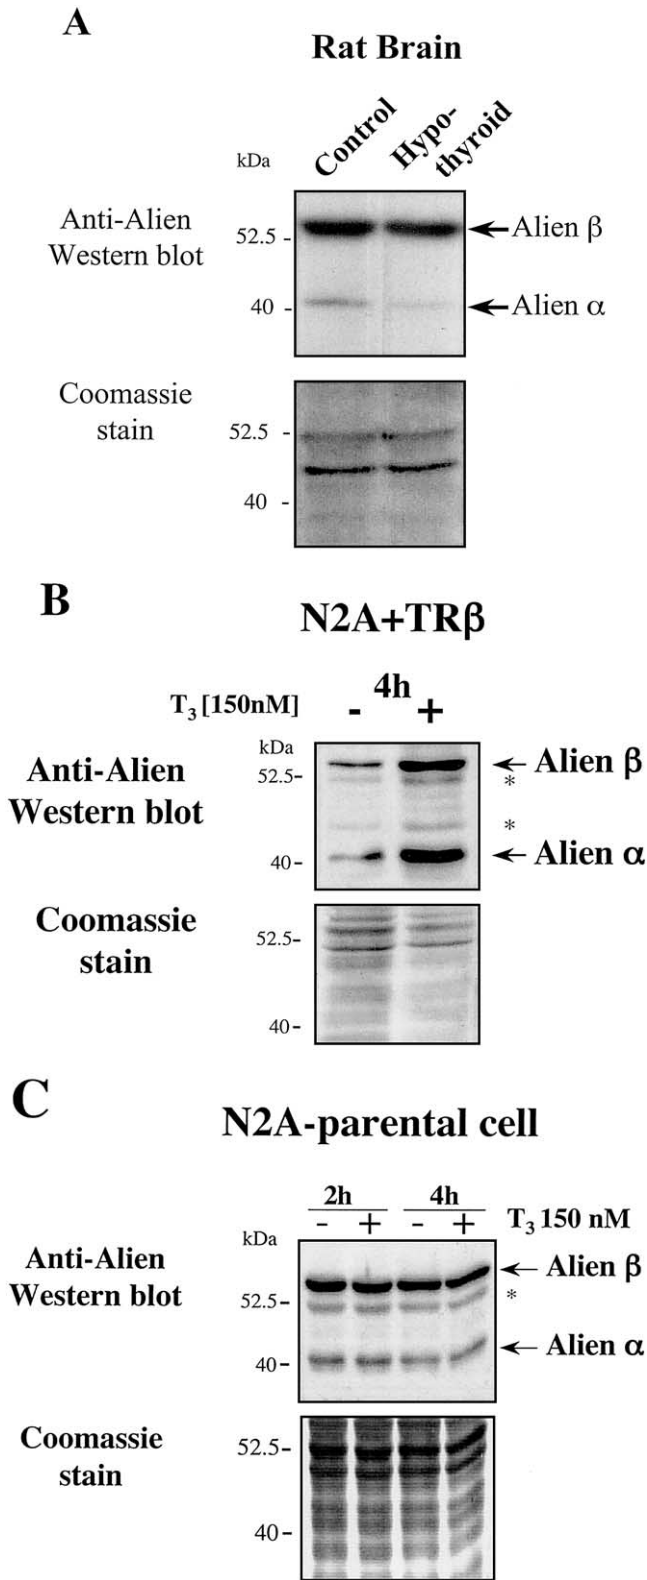 A
Rat Brain
Control
Hypo-
thyroid
kDa
Anti-Alien
Western blot
52.5 -
40 -
Alien β
Alien α
Coomassie
stain
52.5 -
40 -
B
N2A+TRβ
4h
T3 [150nM] - +
kDa
Anti-Alien
Western blot
52.5-
40-
Alien β
*
*
Alien α
Coomassie
stain
52.5-
40-
C
N2A-parental cell
2h 4h
- + - + T3 150 nM
kDa
Anti-Alien
Western blot
52.5-
40-
Alien β
*
Alien α
Coomassie
stain
52.5-
40-